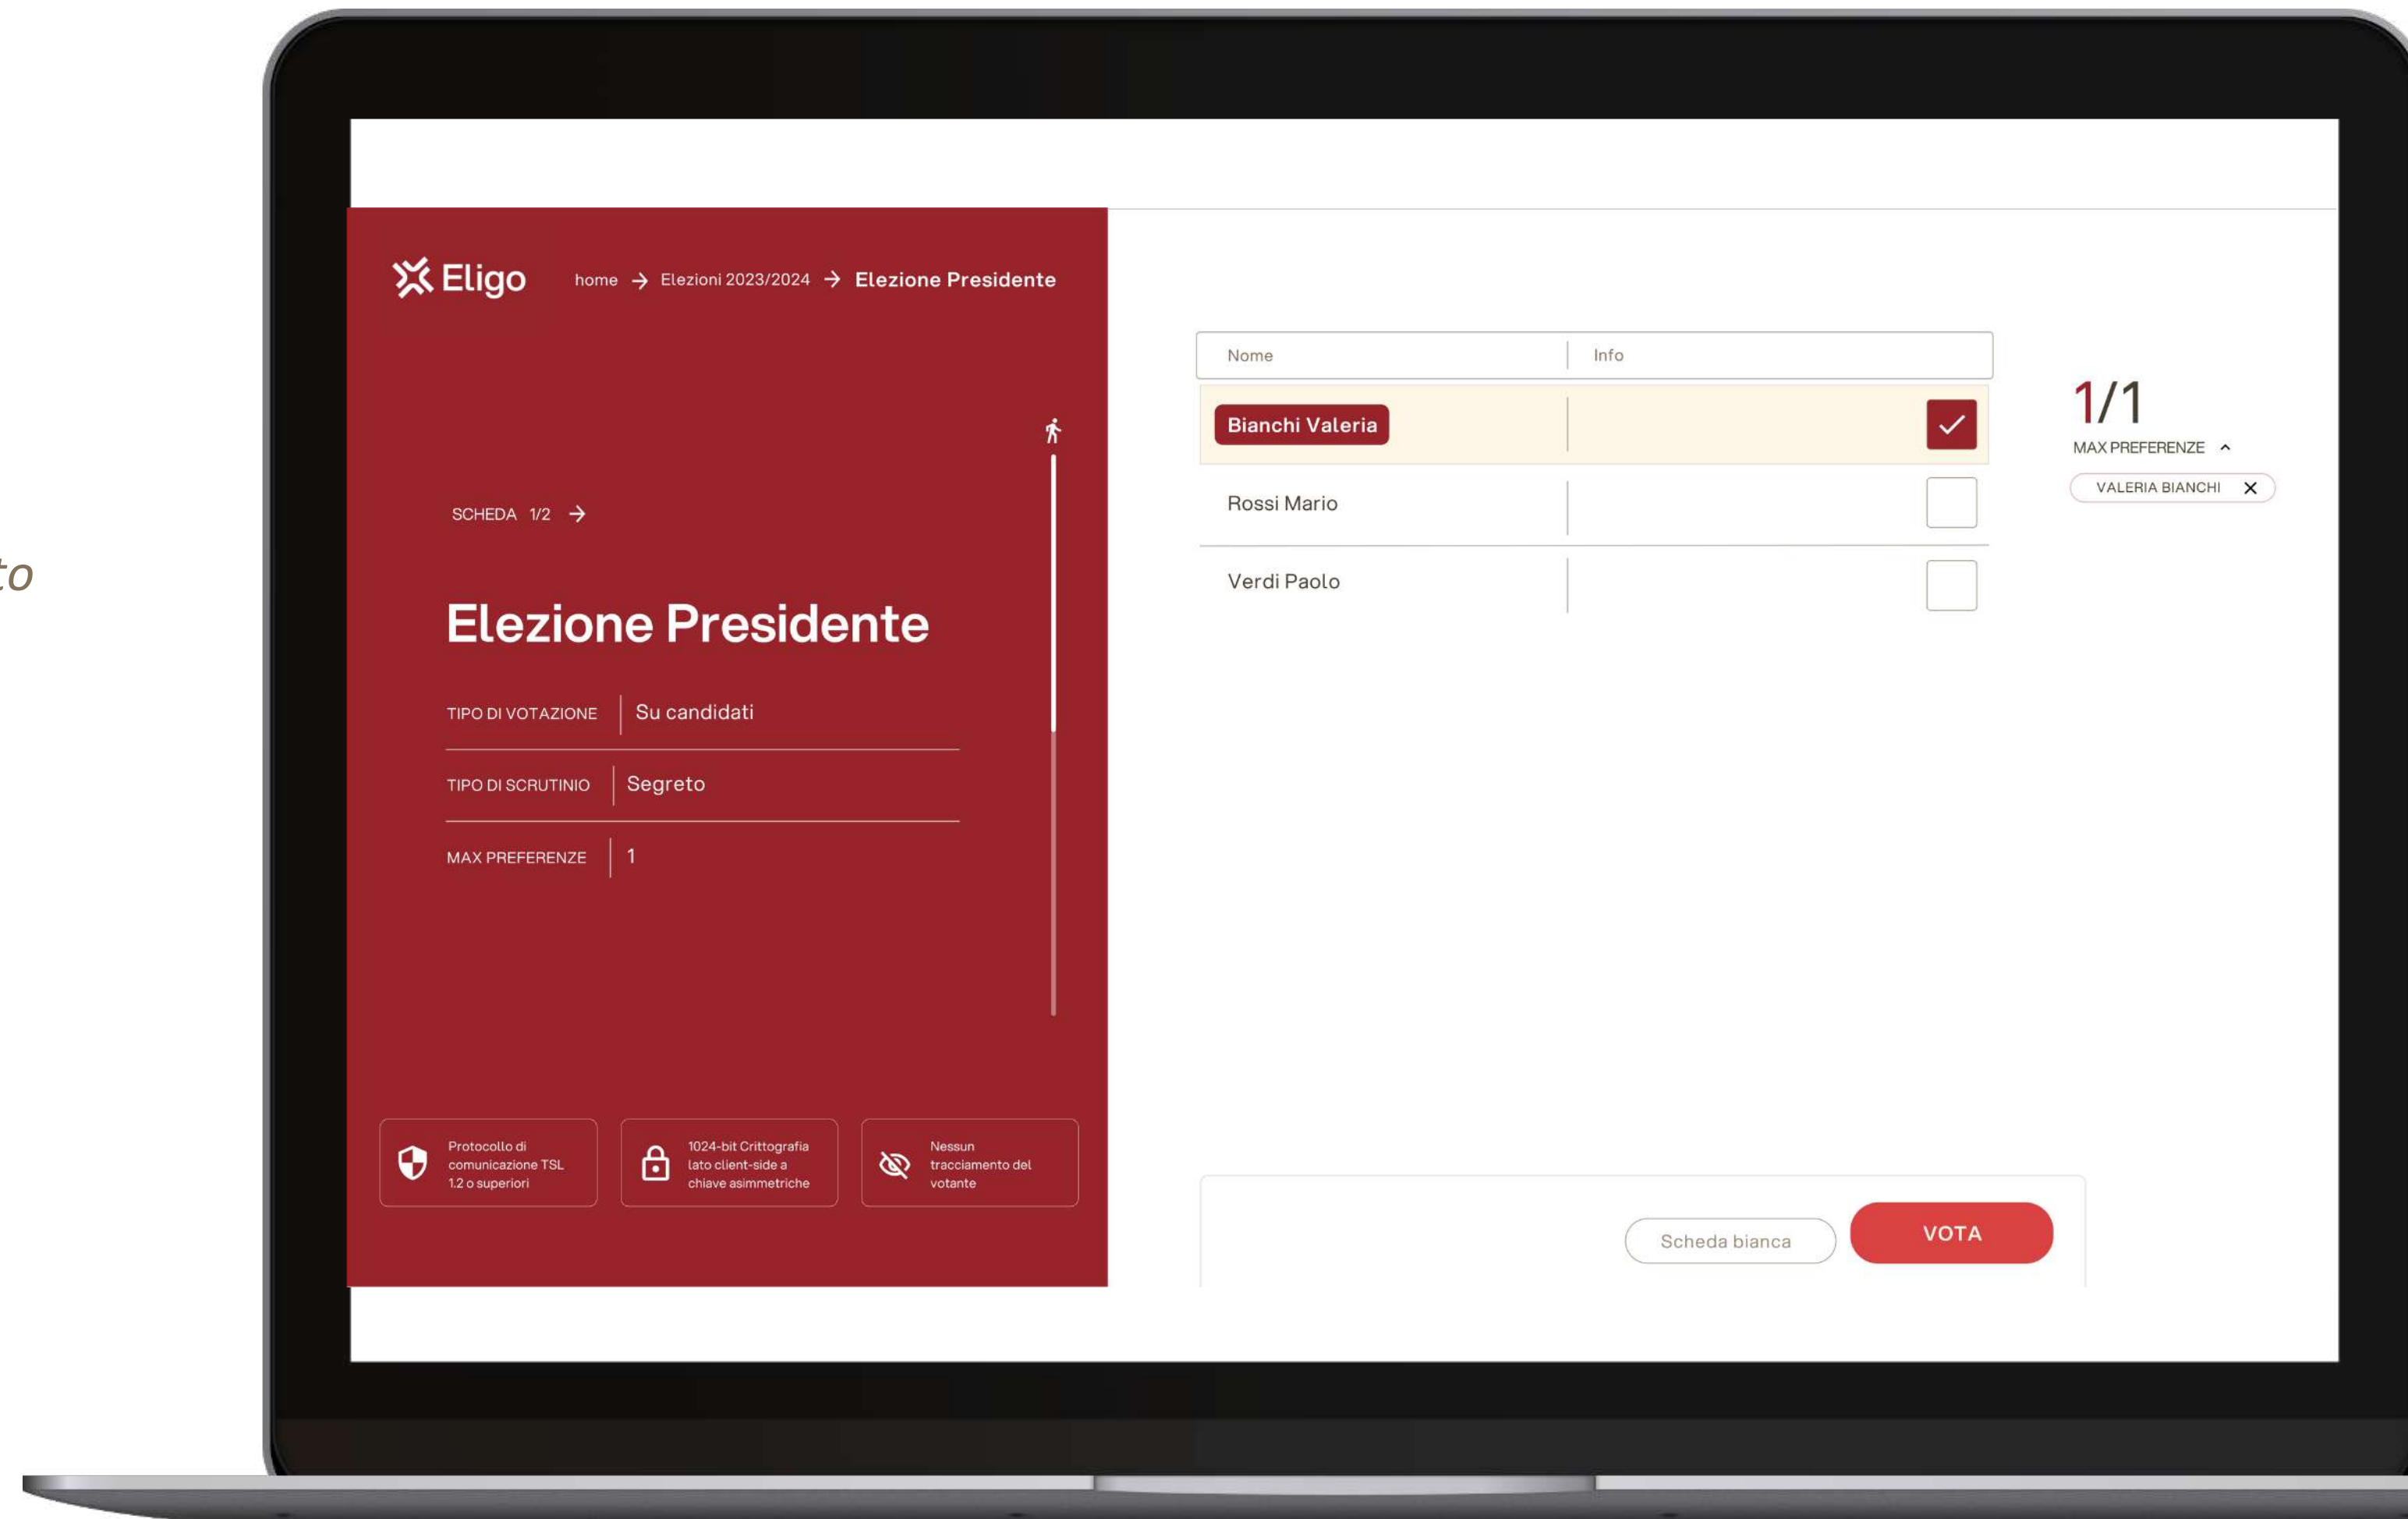 Eligo
home → Elezioni 2023/2024 → Elezione Presidente
SCHEDA 1/2 →
Elezione Presidente
TIPO DI VOTAZIONE Su candidati
TIPO DI SCRUTINIO Segreto
MAX PREFERENZE 1
Protocollo di
comunicazione TSL
1.2 o superiori
1024-bit Crittografia
lato client-side a
chiave asimmetriche
Nessun
tracciamento del
votante
Nome Info
Bianchi Valeria
Rossi Mario
Verdi Paolo
1/1
MAX PREFERENZE
VALERIA BIANCHI X
Scheda bianca
VOTA